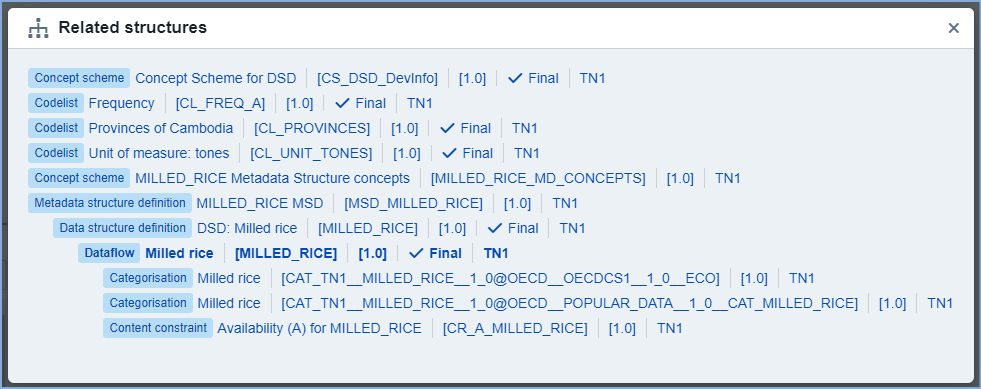 Related structures
Concept scheme Concept Scheme for DSD [CS_DSD_DevInfo] [1.0] Final TN1
Codelist Frequency [CL_FREQ_A] [1.0] Final TN1
Codelist Provinces of Cambodia [CL_PROVINCES] [1.0] Final TN1
Codelist Unit of measure: tones [CL_UNIT_TONES] [1.0] Final TN1
Concept scheme MILLED_RICE Metadata Structure concepts [MILLED_RICE_MD_CONCEPTS] [1.0] TN1
Metadata structure definition MILLED_RICE MSD [MSD_MILLED_RICE] [1.0] TN1
Data structure definition DSD: Milled rice [MILLED_RICE] [1.0] Final TN1
Dataflow Milled rice [MILLED_RICE] [1.0] Final TN1
Categorisation Milled rice [CAT_TN1__MILLED_RICE__1_0@OECD__OECDCS1__1_0__ECO] [1.0] TN1
Categorisation Milled rice [CAT_TN1__MILLED_RICE__1_0@OECD__POPULAR_DATA__1_0__CAT_MILLED_RICE] [1.0] TN1
Content constraint Availability (A) for MILLED_RICE [CR_A_MILLED_RICE] [1.0] TN1